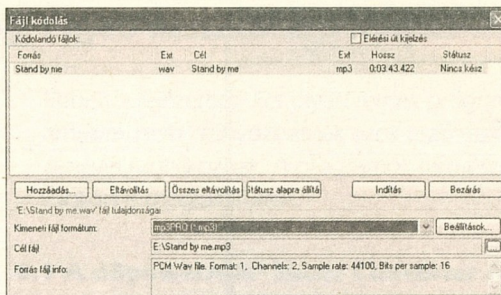 Fájl kódolás
Kódolandó fájlok: Elérési út kijelzés
Forrás Ext Cél Ext Hossz Státusz
Stand by me wav Stand by me mp3 0:03:43.422 Nincs kész
Hozzáadás... Eltávolítás Összes eltávolítás Státusz alapra állítá Indítás Bezárás
'E:\Stand by me.wav' fájl tulajdonságai
Kimeneti fájl formátum: mp3PRO (*.mp3) Beállítások...
Cél fájl E:\Stand by me.mp3
Forrás fájl info: PCM Wav file. Format: 1, Channels: 2, Sample rate: 44100, Bits per sample: 16